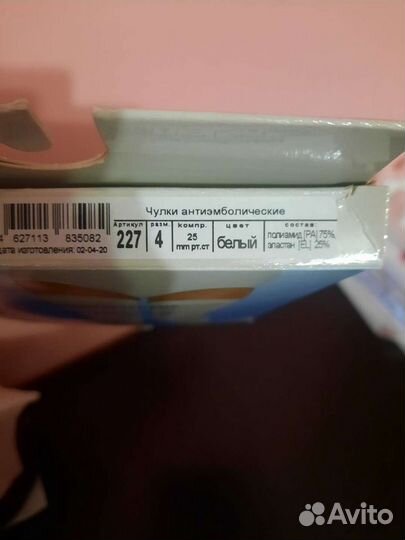 Чулки антиэмболические
Артикул разм. компр. цвет состав:
227 4 25 mm рт.ст белый полиамид [PA] 75%,
эластан [EL] 25%
4 627113 835082
дата изготовления: 02-04-20
Avito